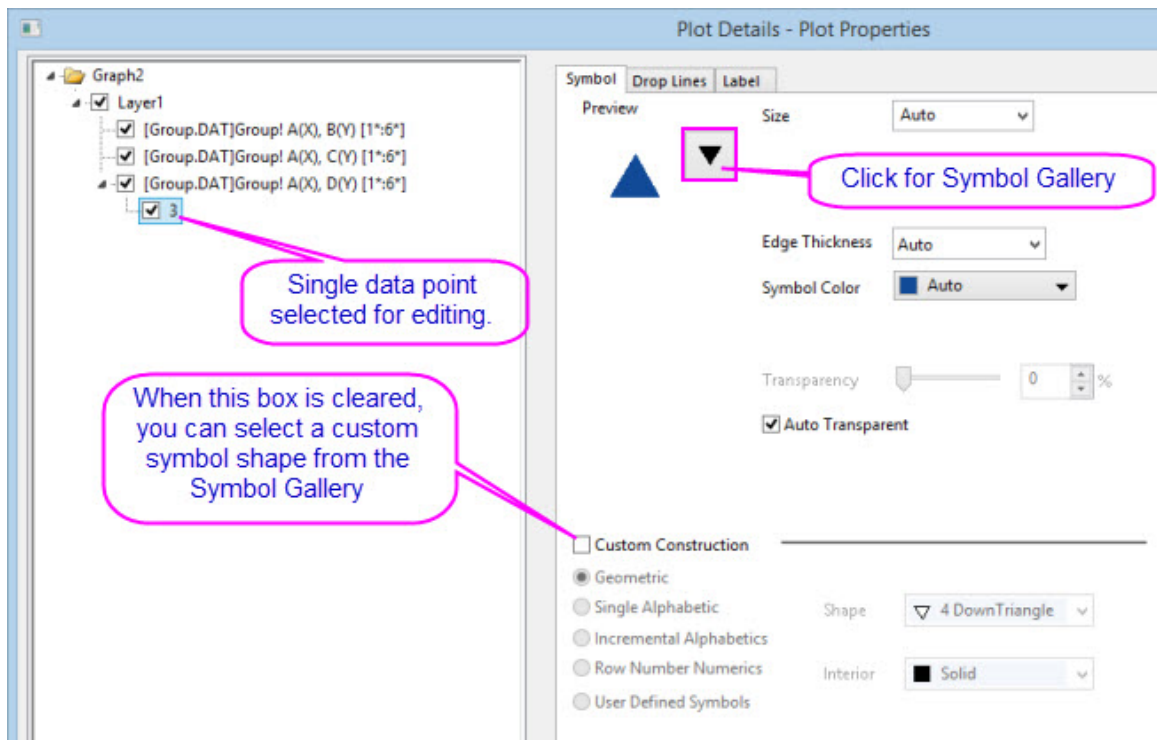 Plot Details - Plot Properties
Graph2
Layer1
[Group.DAT]Group! A(X), B(Y) [1*:6*]
[Group.DAT]Group! A(X), C(Y) [1*:6*]
[Group.DAT]Group! A(X), D(Y) [1*:6*]
3
Single data point
selected for editing.
When this box is cleared,
you can select a custom
symbol shape from the
Symbol Gallery
Symbol Drop Lines Label
Preview
Size Auto
Click for Symbol Gallery
Edge Thickness Auto
Symbol Color Auto
Transparency 0 %
Auto Transparent
Custom Construction
Geometric
Single Alphabetic
Shape 4 DownTriangle
Incremental Alphabetics
Row Number Numerics
Interior Solid
User Defined Symbols